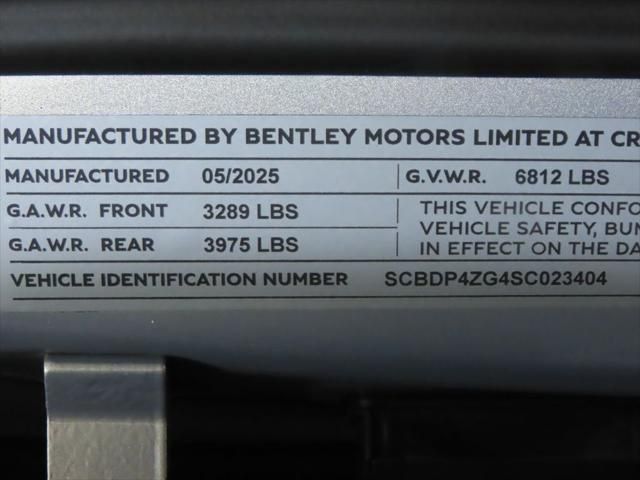 MANUFACTURED BY BENTLEY MOTORS LIMITED AT CR
MANUFACTURED 05/2025 G.V.W.R. 6812 LBS
G.A.W.R. FRONT 3289 LBS THIS VEHICLE CONFO
VEHICLE SAFETY, BUM
G.A.W.R. REAR 3975 LBS IN EFFECT ON THE DA
VEHICLE IDENTIFICATION NUMBER SCBDP4ZG4SC023404